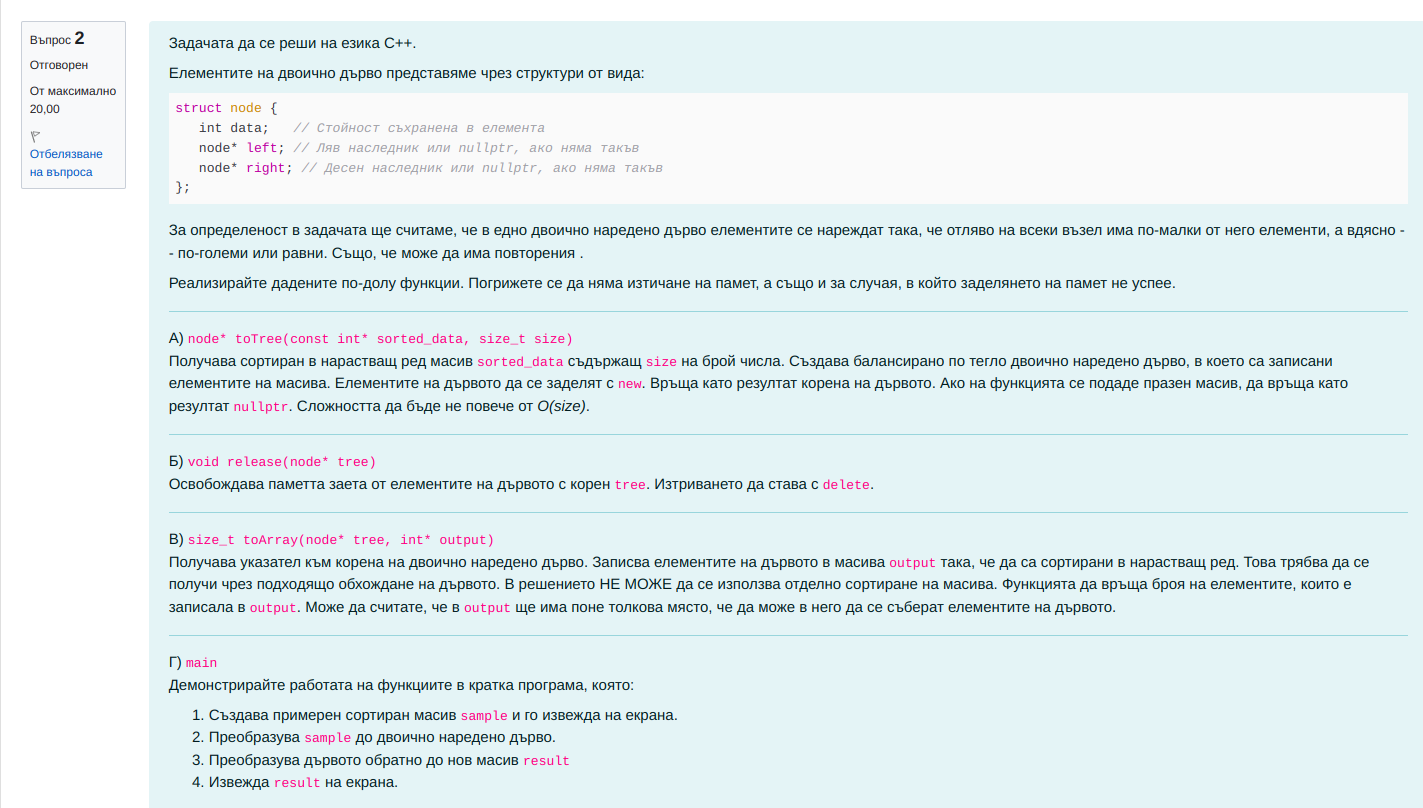 Въпрос 2
Отговорен
От максимално
20,00
Отбелязване
на въпроса
Задачата да се реши на езика C++.
Елементите на двоично дърво представяме чрез структури от вида:
struct node {
   int data;   // Стойност съхранена в елемента
   node* left; // Ляв наследник или nullptr, ако няма такъв
   node* right; // Десен наследник или nullptr, ако няма такъв
};
За определеност в задачата ще считаме, че в едно двоично наредено дърво елементите се нареждат така, че отляво на всеки възел има по-малки от него елементи, а вдясно -
- по-големи или равни. Също, че може да има повторения .
Реализирайте дадените по-долу функции. Погрижете се да няма изтичане на памет, а също и за случая, в който заделянето на памет не успее.
А) node* toTree(const int* sorted_data, size_t size)
Получава сортиран в нарастващ ред масив sorted_data съдържащ size на брой числа. Създава балансирано по тегло двоично наредено дърво, в което са записани
елементите на масива. Елементите на дървото да се заделят с new. Връща като резултат корена на дървото. Ако на функцията се подаде празен масив, да връща като
резултат nullptr. Сложността да бъде не повече от O(size).
Б) void release(node* tree)
Освобождава паметта заета от елементите на дървото с корен tree. Изтриването да става с delete.
В) size_t toArray(node* tree, int* output)
Получава указател към корена на двоично наредено дърво. Записва елементите на дървото в масива output така, че да са сортирани в нарастващ ред. Това трябва да се
получи чрез подходящо обхождане на дървото. В решението НЕ МОЖЕ да се използва отделно сортиране на масива. Функцията да връща броя на елементите, които е
записала в output. Може да считате, че в output ще има поне толкова място, че да може в него да се съберат елементите на дървото.
Г) main
Демонстрирайте работата на функциите в кратка програма, която:
1. Създава примерен сортиран масив sample и го извежда на екрана.
2. Преобразува sample до двоично наредено дърво.
3. Преобразува дървото обратно до нов масив result
4. Извежда result на екрана.